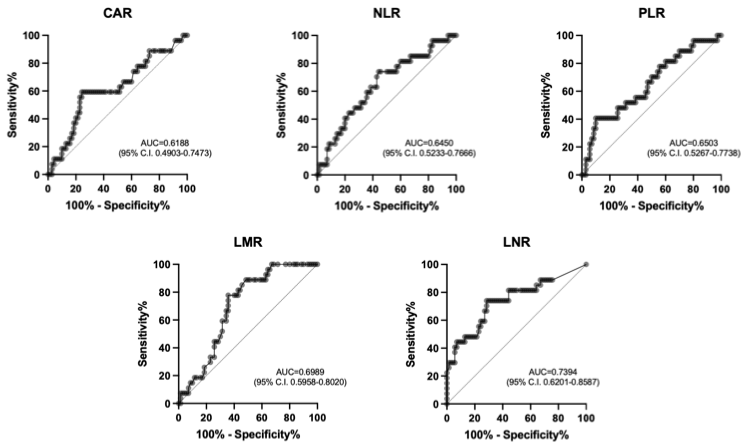 CAR
Sensitivity%
100
80
60
40
20
0
AUC=0.6188
(95% C.I. 0.4903-0.7473)
0 20 40 60 80 100
100% - Specificity%
NLR
Sensitivity%
100
80
60
40
20
0
AUC=0.6450
(95% C.I. 0.5233-0.7666)
0 20 40 60 80 100
100% - Specificity%
PLR
Sensitivity%
100
80
60
40
20
0
AUC=0.6503
(95% C.I. 0.5267-0.7738)
0 20 40 60 80 100
100% - Specificity%
LMR
Sensitivity%
100
80
60
40
20
0
AUC=0.6989
(95% C.I. 0.5958-0.8020)
0 20 40 60 80 100
100% - Specificity%
LNR
Sensitivity%
100
80
60
40
20
0
AUC=0.7394
(95% C.I. 0.6201-0.8587)
0 20 40 60 80 100
100% - Specificity%